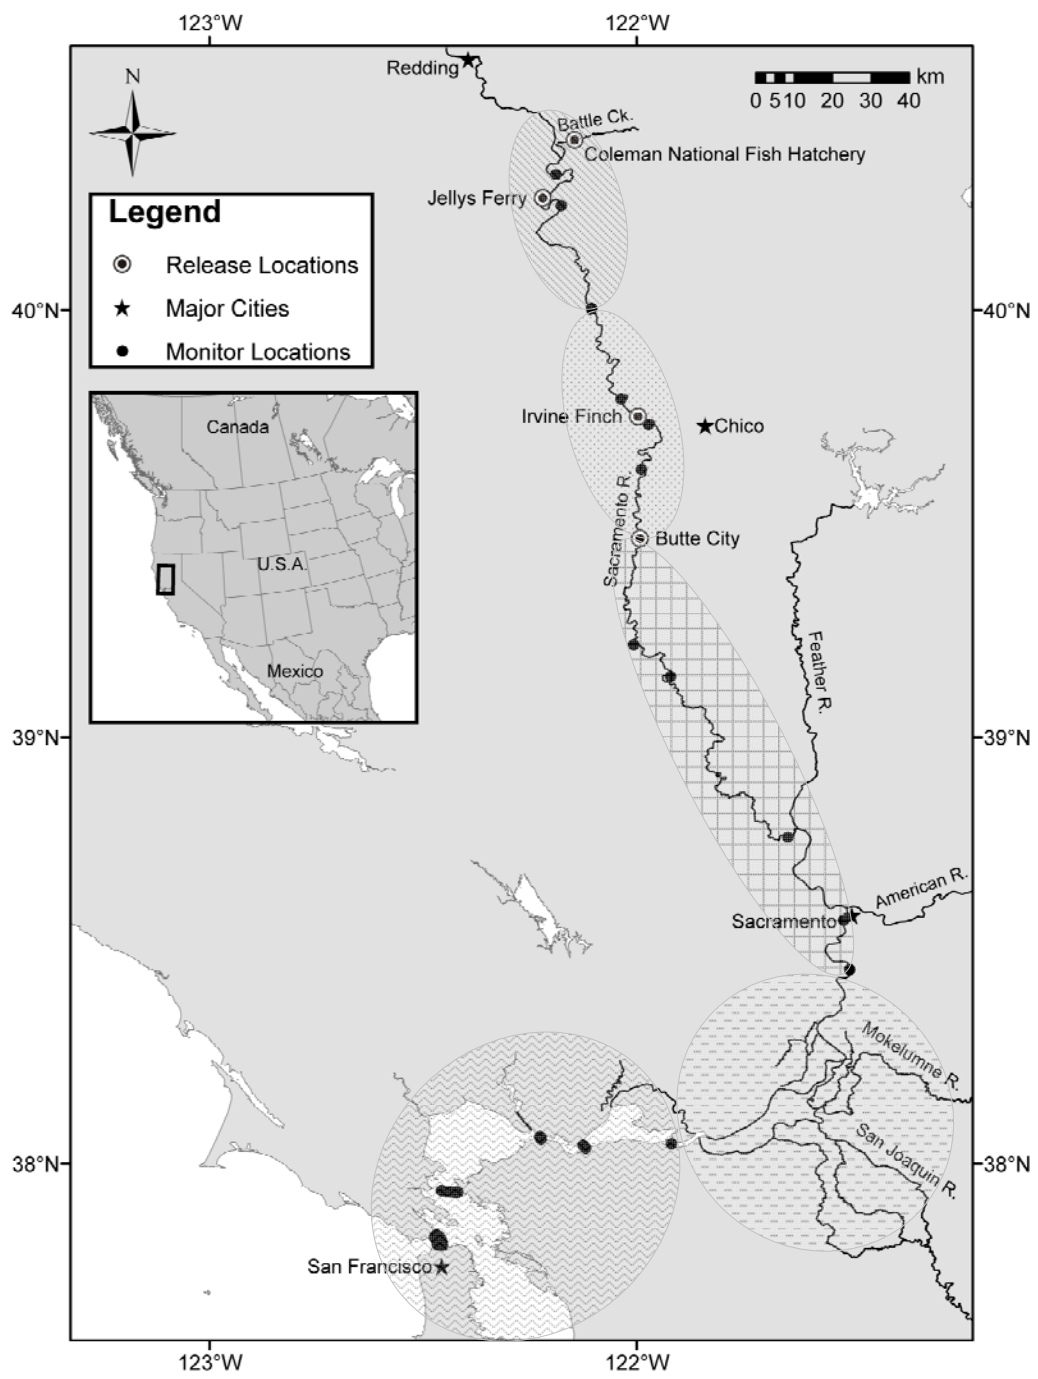 123°W
122°W
Redding
km
0 5 10 20 30 40
N
Battle Ck.
Coleman National Fish Hatchery
Jellys Ferry
Legend
Release Locations
Major Cities
Monitor Locations
40°N
40°N
Irvine Finch
Chico
Canada
U.S.A.
Mexico
Sacramento R.
Butte City
Feather R.
39°N
39°N
American R.
Sacramento
Mokelumne R.
San Joaquin R.
38°N
38°N
San Francisco
123°W
122°W